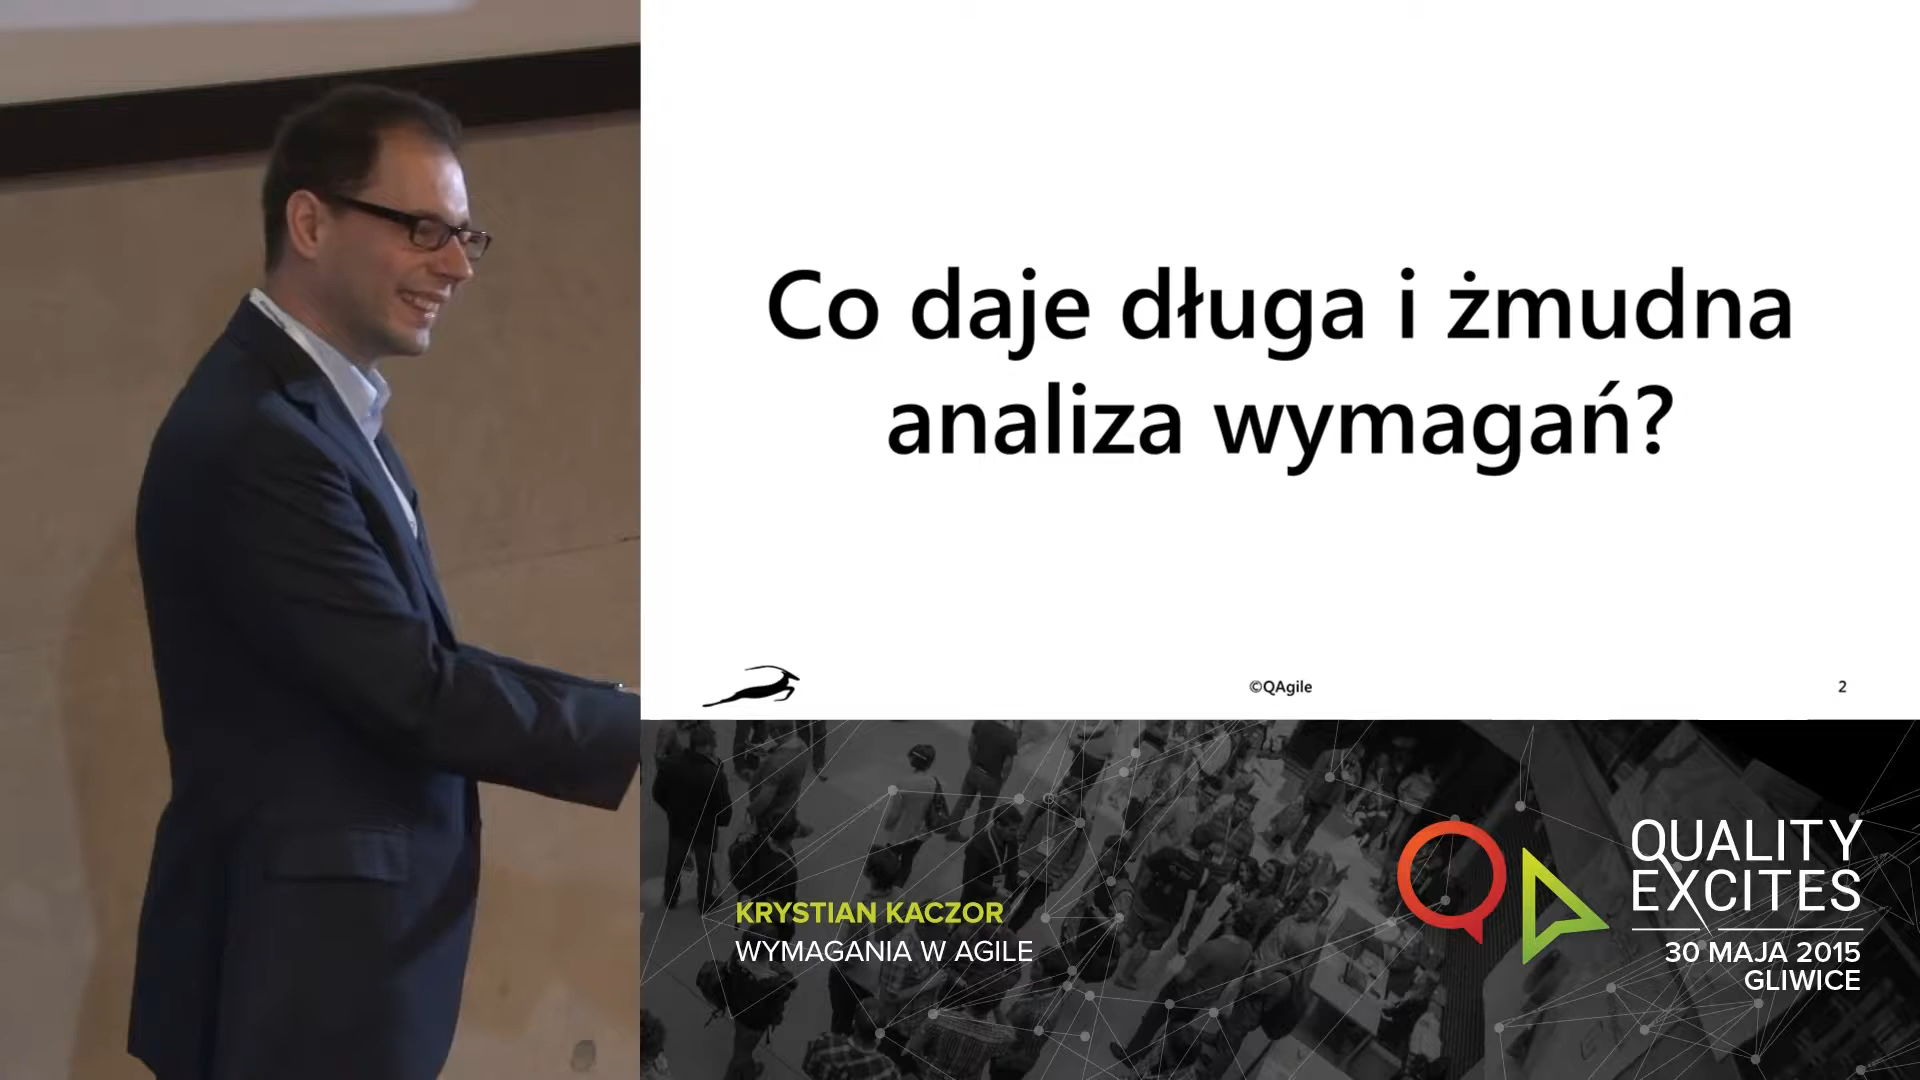 Co daje długa i żmudna
analiza wymagań?
©QAgile
2
KRYSTIAN KACZOR
WYMAGANIA W AGILE
QUALITY
EXCITES
30 MAJA 2015
GLIWICE